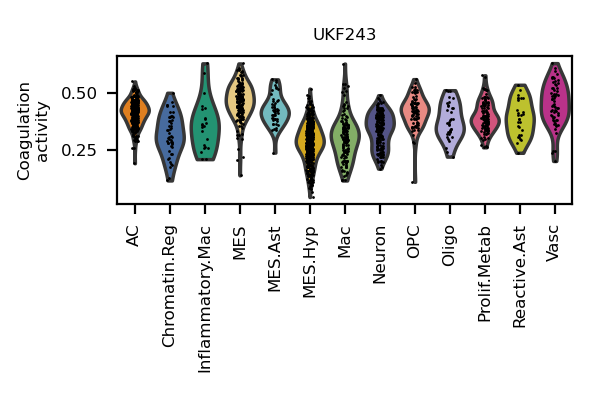 UKF243
Coagulation
activity
0.50
0.25
AC
Chromatin.Reg
Inflammatory.Mac
MES
MES.Ast
MES.Hyp
Mac
Neuron
OPC
Oligo
Prolif.Metab
Reactive.Ast
Vasc